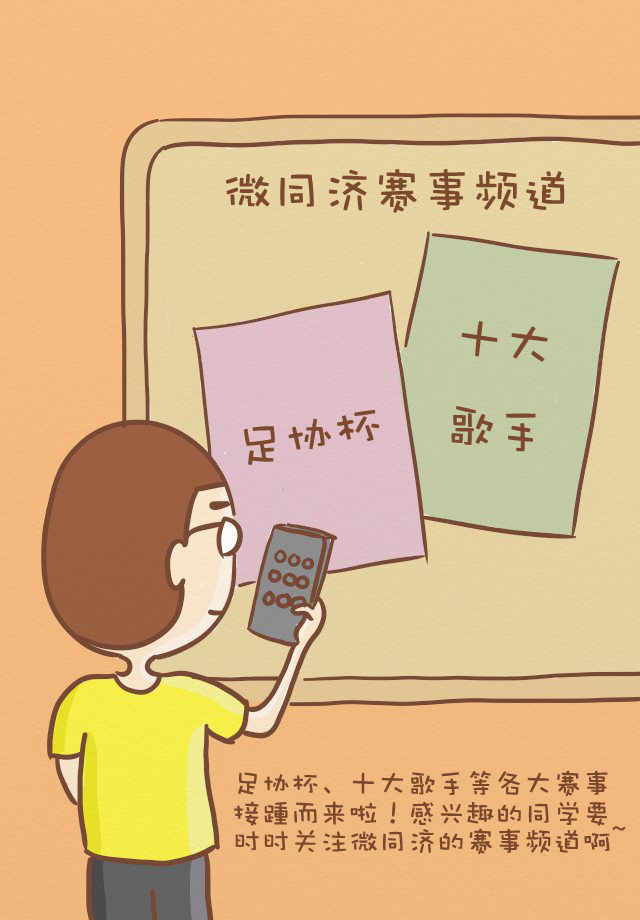 微同济赛事频道
十大
歌手
足协杯
足协杯、十大歌手等各大赛事
接踵而来啦！感兴趣的同学要
时时关注微同济的赛事频道啊~